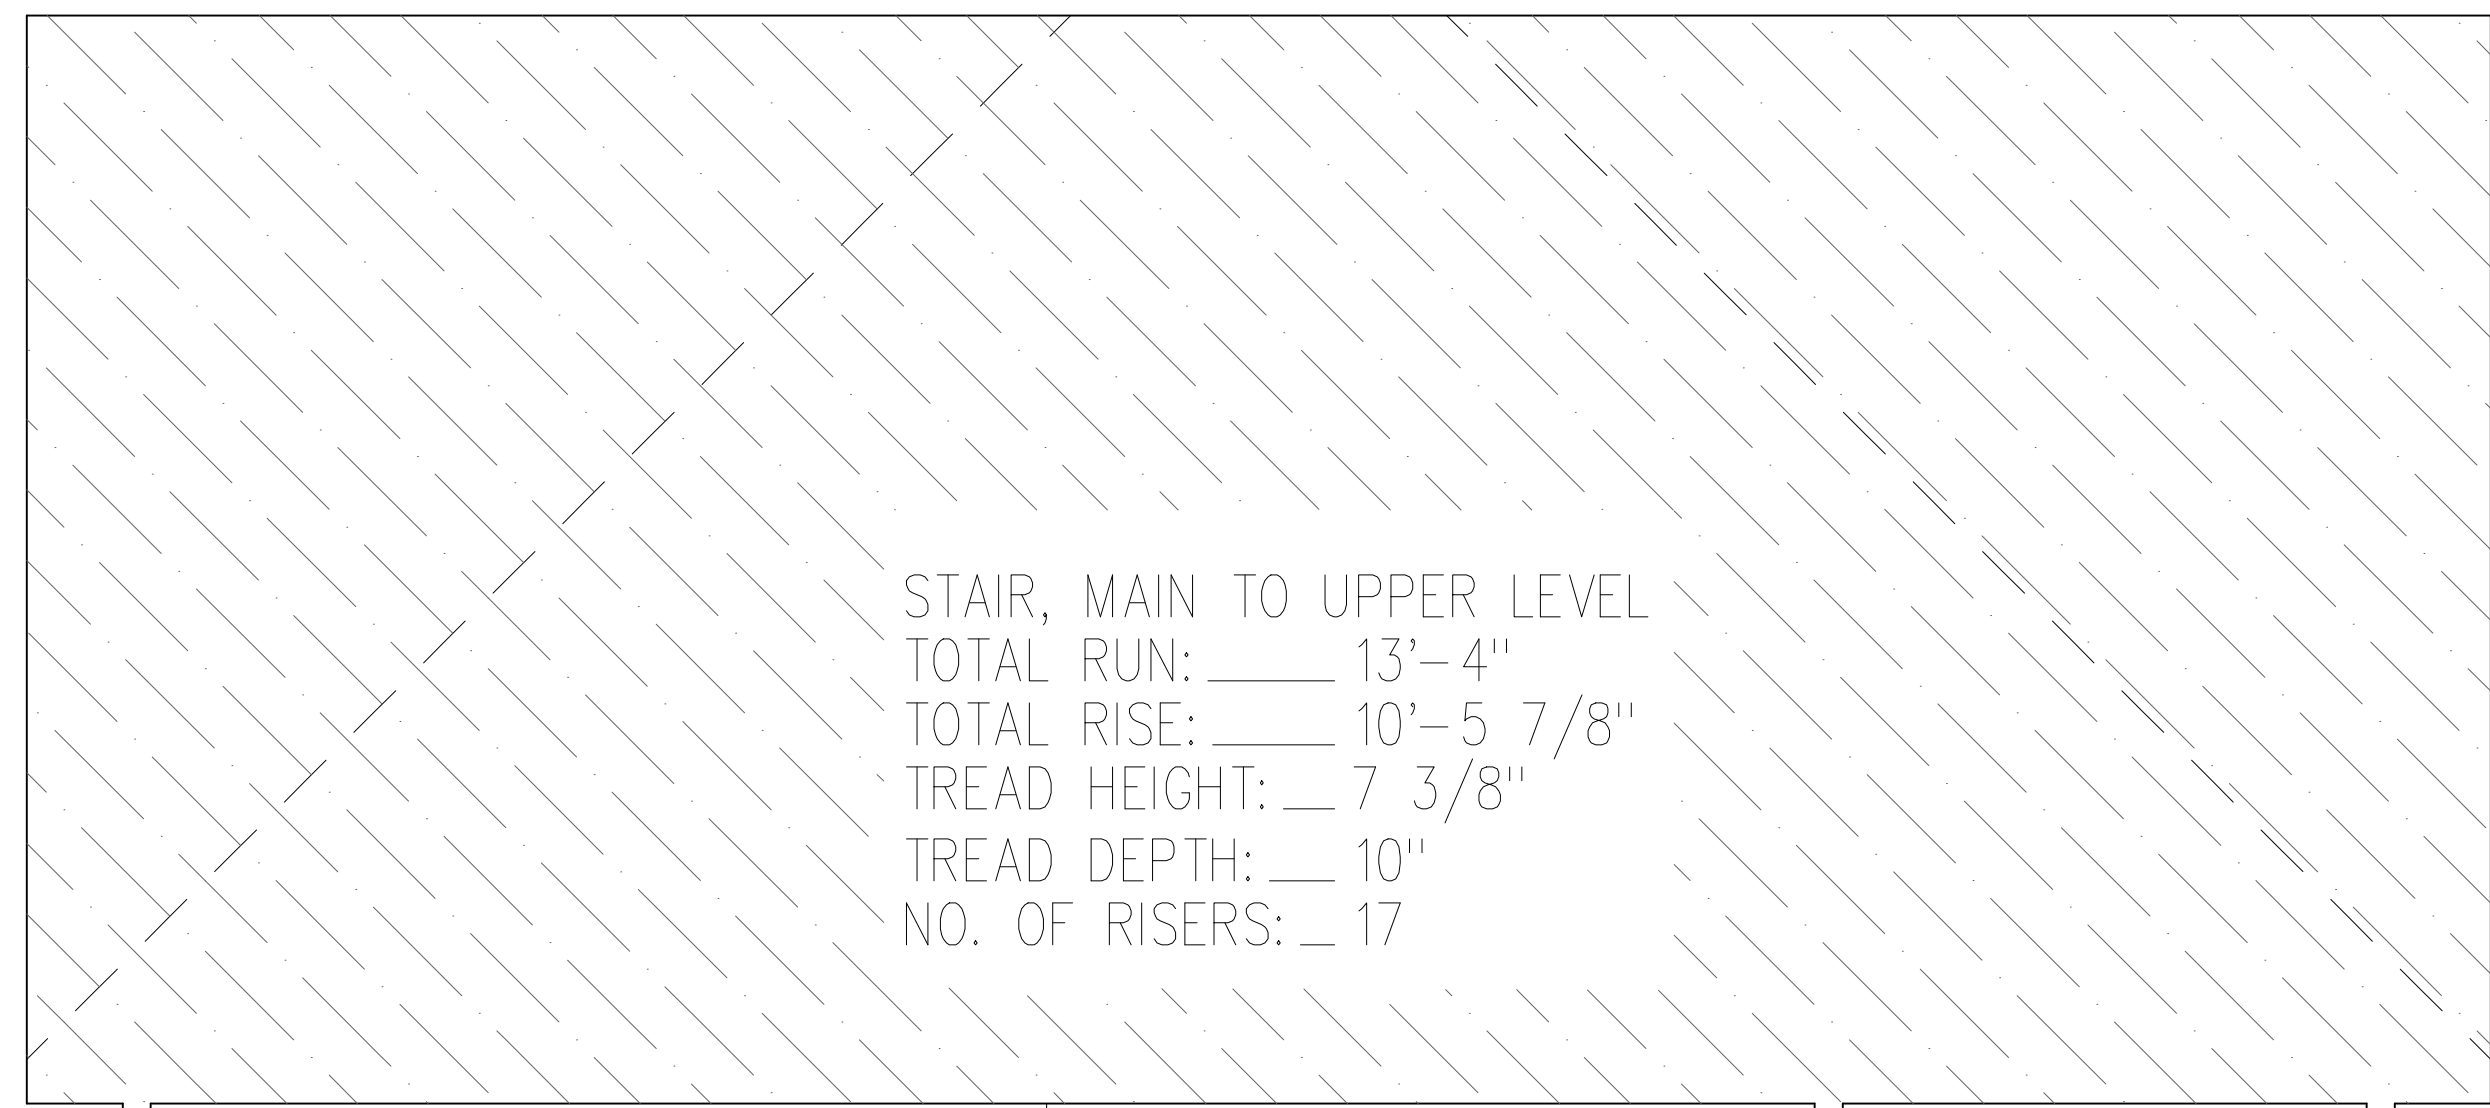 STAIR, MAIN TO UPPER LEVEL
TOTAL RUN: ____ 13'-4"
TOTAL RISE: ____ 10'-5 7/8"
TREAD HEIGHT: __ 7 3/8"
TREAD DEPTH: __ 10"
NO. OF RISERS: _ 17